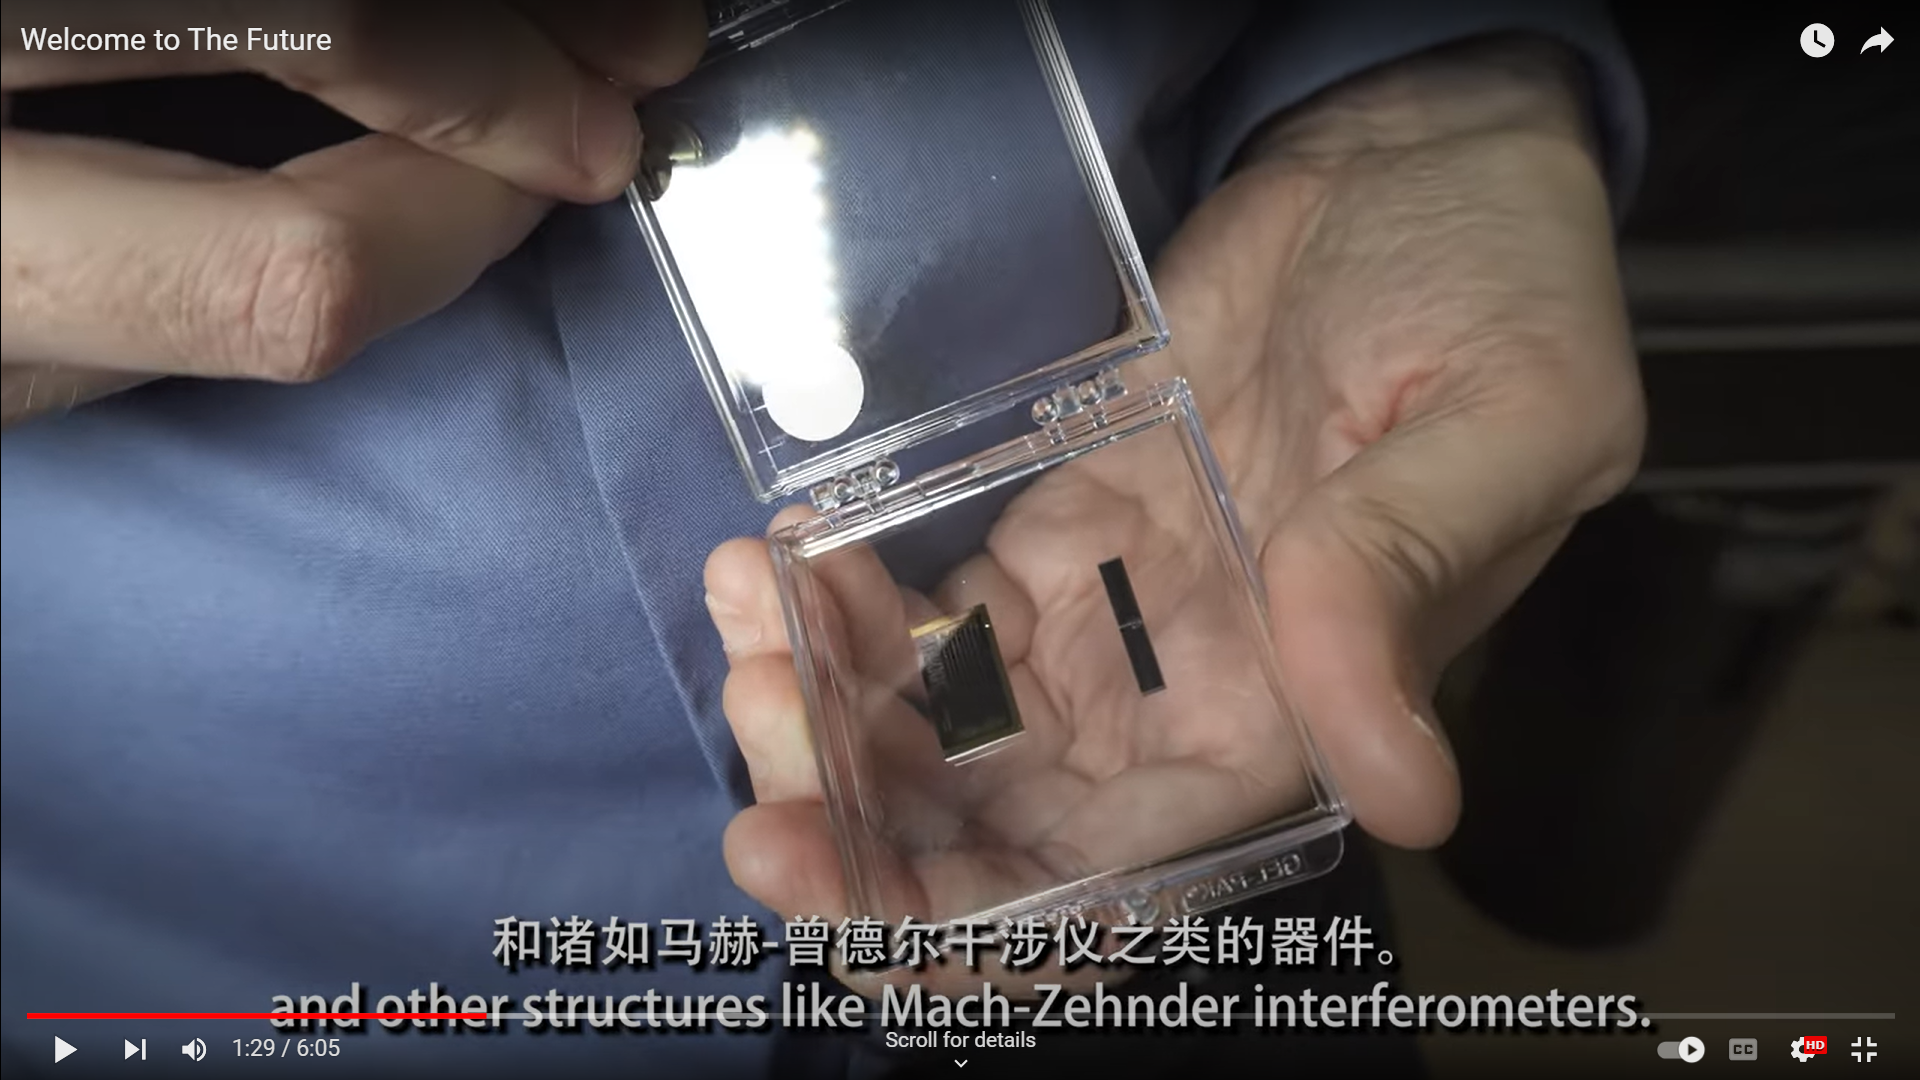 Welcome to The Future
和诸如马赫-曾德尔干涉仪之类的器件。
and other structures like Mach-Zehnder interferometers.
1:29 / 6:05
Scroll for details
CC
HD